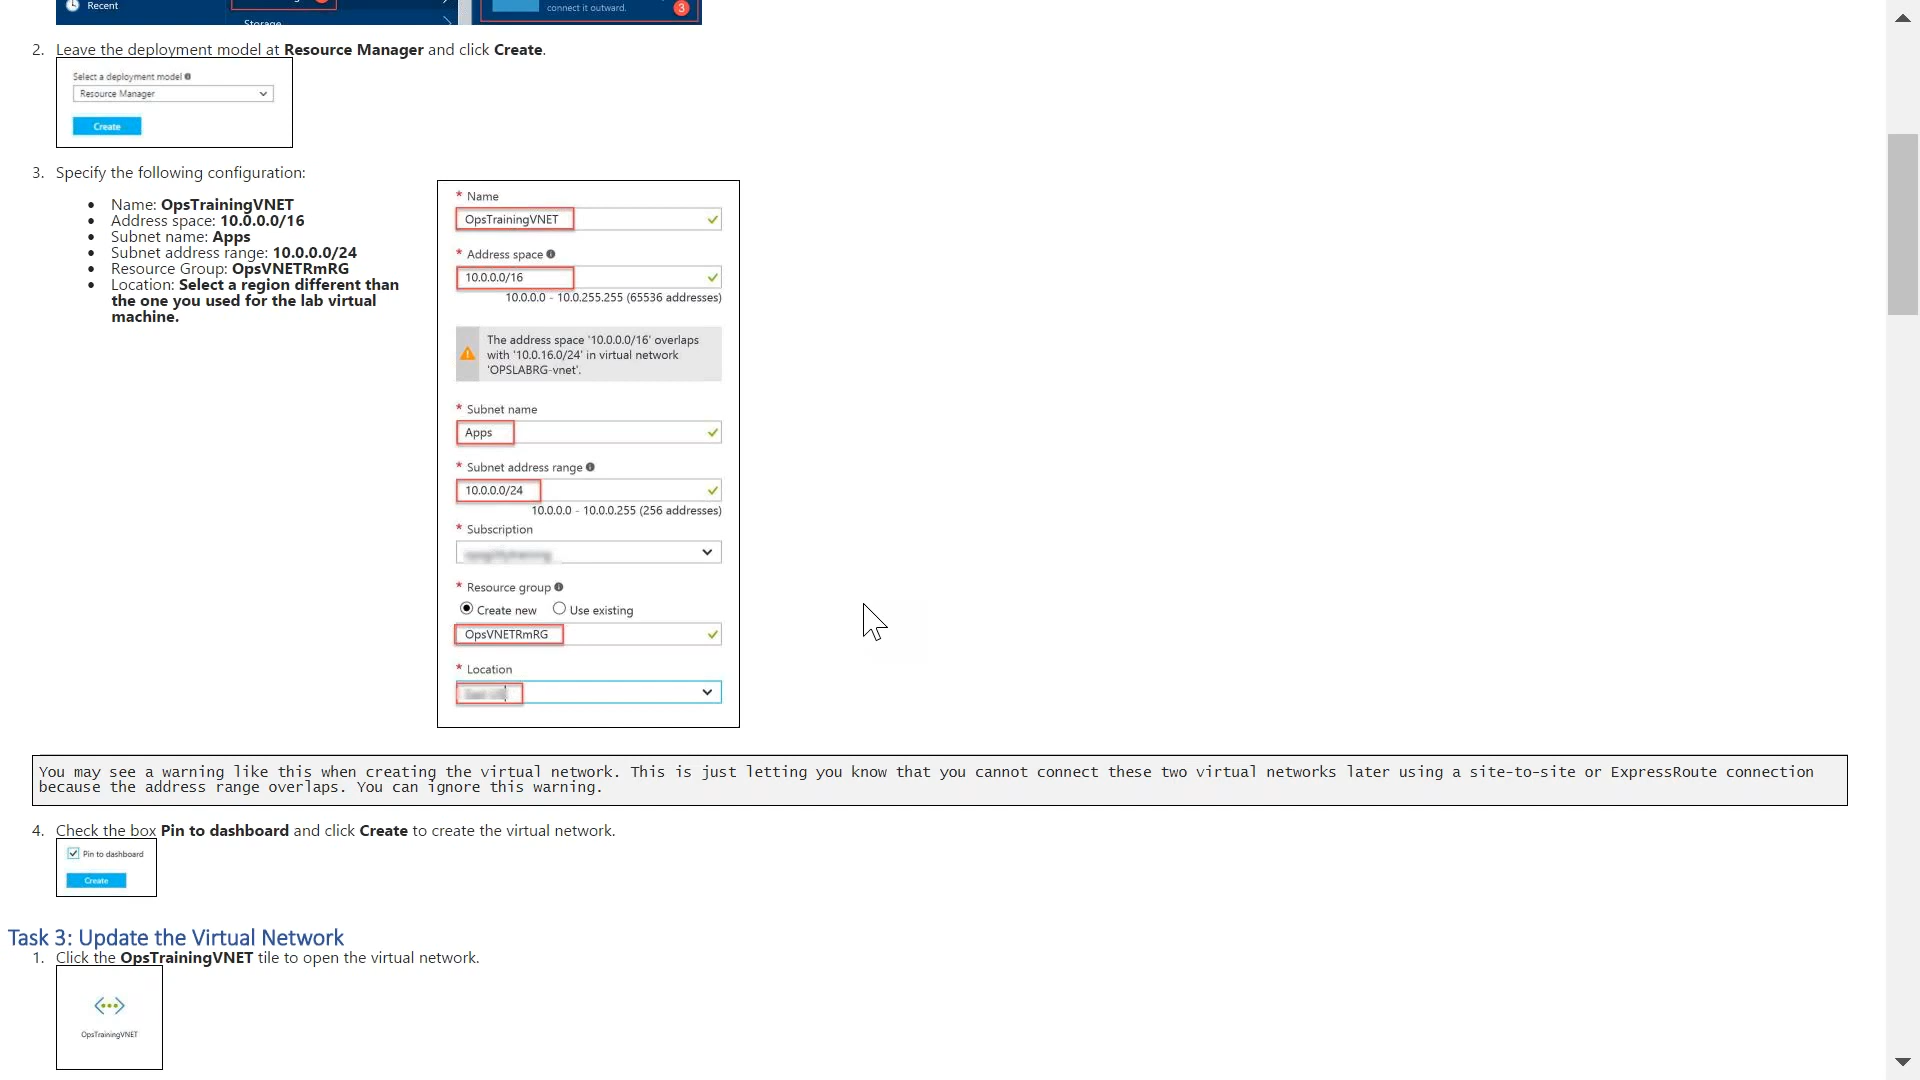 Recent
Storage
connect it outward.
3
2. Leave the deployment model at Resource Manager and click Create.
Select a deployment model
Resource Manager
Create
3. Specify the following configuration:
• Name: OpsTrainingVNET
• Address space: 10.0.0.0/16
• Subnet name: Apps
• Subnet address range: 10.0.0.0/24
• Resource Group: OpsVNETRmRG
• Location: Select a region different than
the one you used for the lab virtual
machine.
* Name
OpsTrainingVNET
* Address space
10.0.0.0/16
10.0.0.0 - 10.0.255.255 (65536 addresses)
The address space '10.0.0.0/16' overlaps
with '10.0.16.0/24' in virtual network
'OPSLABRG-vnet'.
* Subnet name
Apps
* Subnet address range
10.0.0.0/24
10.0.0.0 - 10.0.0.255 (256 addresses)
* Subscription
* Resource group
Create new Use existing
OpsVNETRmRG
* Location
You may see a warning like this when creating the virtual network. This is just letting you know that you cannot connect these two virtual networks later using a site-to-site or ExpressRoute connection
because the address range overlaps. You can ignore this warning.
4. Check the box Pin to dashboard and click Create to create the virtual network.
Pin to dashboard
Create
Task 3: Update the Virtual Network
1. Click the OpsTrainingVNET tile to open the virtual network.
OpsTrainingVNET